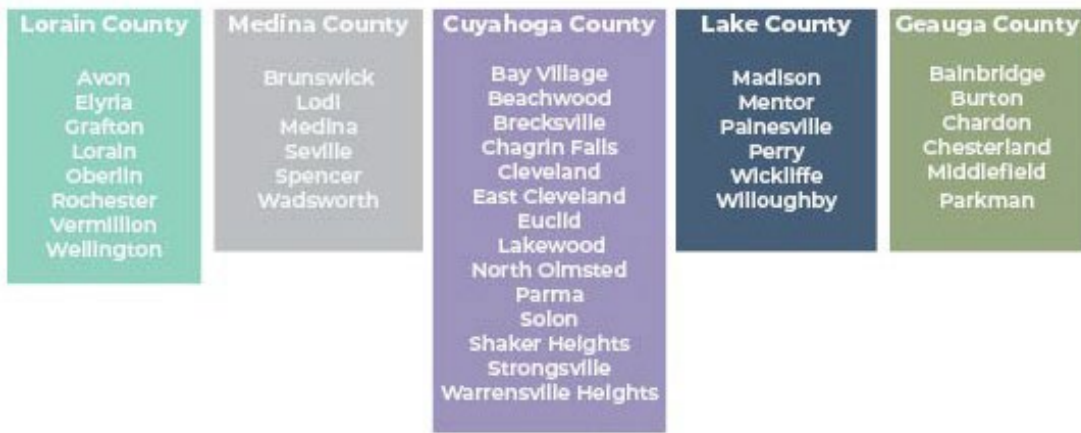 Lorain County
Avon
Elyria
Grafton
Lorain
Oberlin
Rochester
Vermillion
Wellington
Medina County
Brunswick
Lodi
Medina
Seville
Spencer
Wadsworth
Cuyahoga County
Bay Village
Beachwood
Brecksville
Chagrin Falls
Cleveland
East Cleveland
Euclid
Lakewood
North Olmsted
Parma
Solon
Shaker Heights
Strongsville
Warrensville Heights
Lake County
Madison
Mentor
Painesville
Perry
Wickliffe
Willoughby
Geauga County
Bainbridge
Burton
Chardon
Chesterland
Middlefield
Parkman